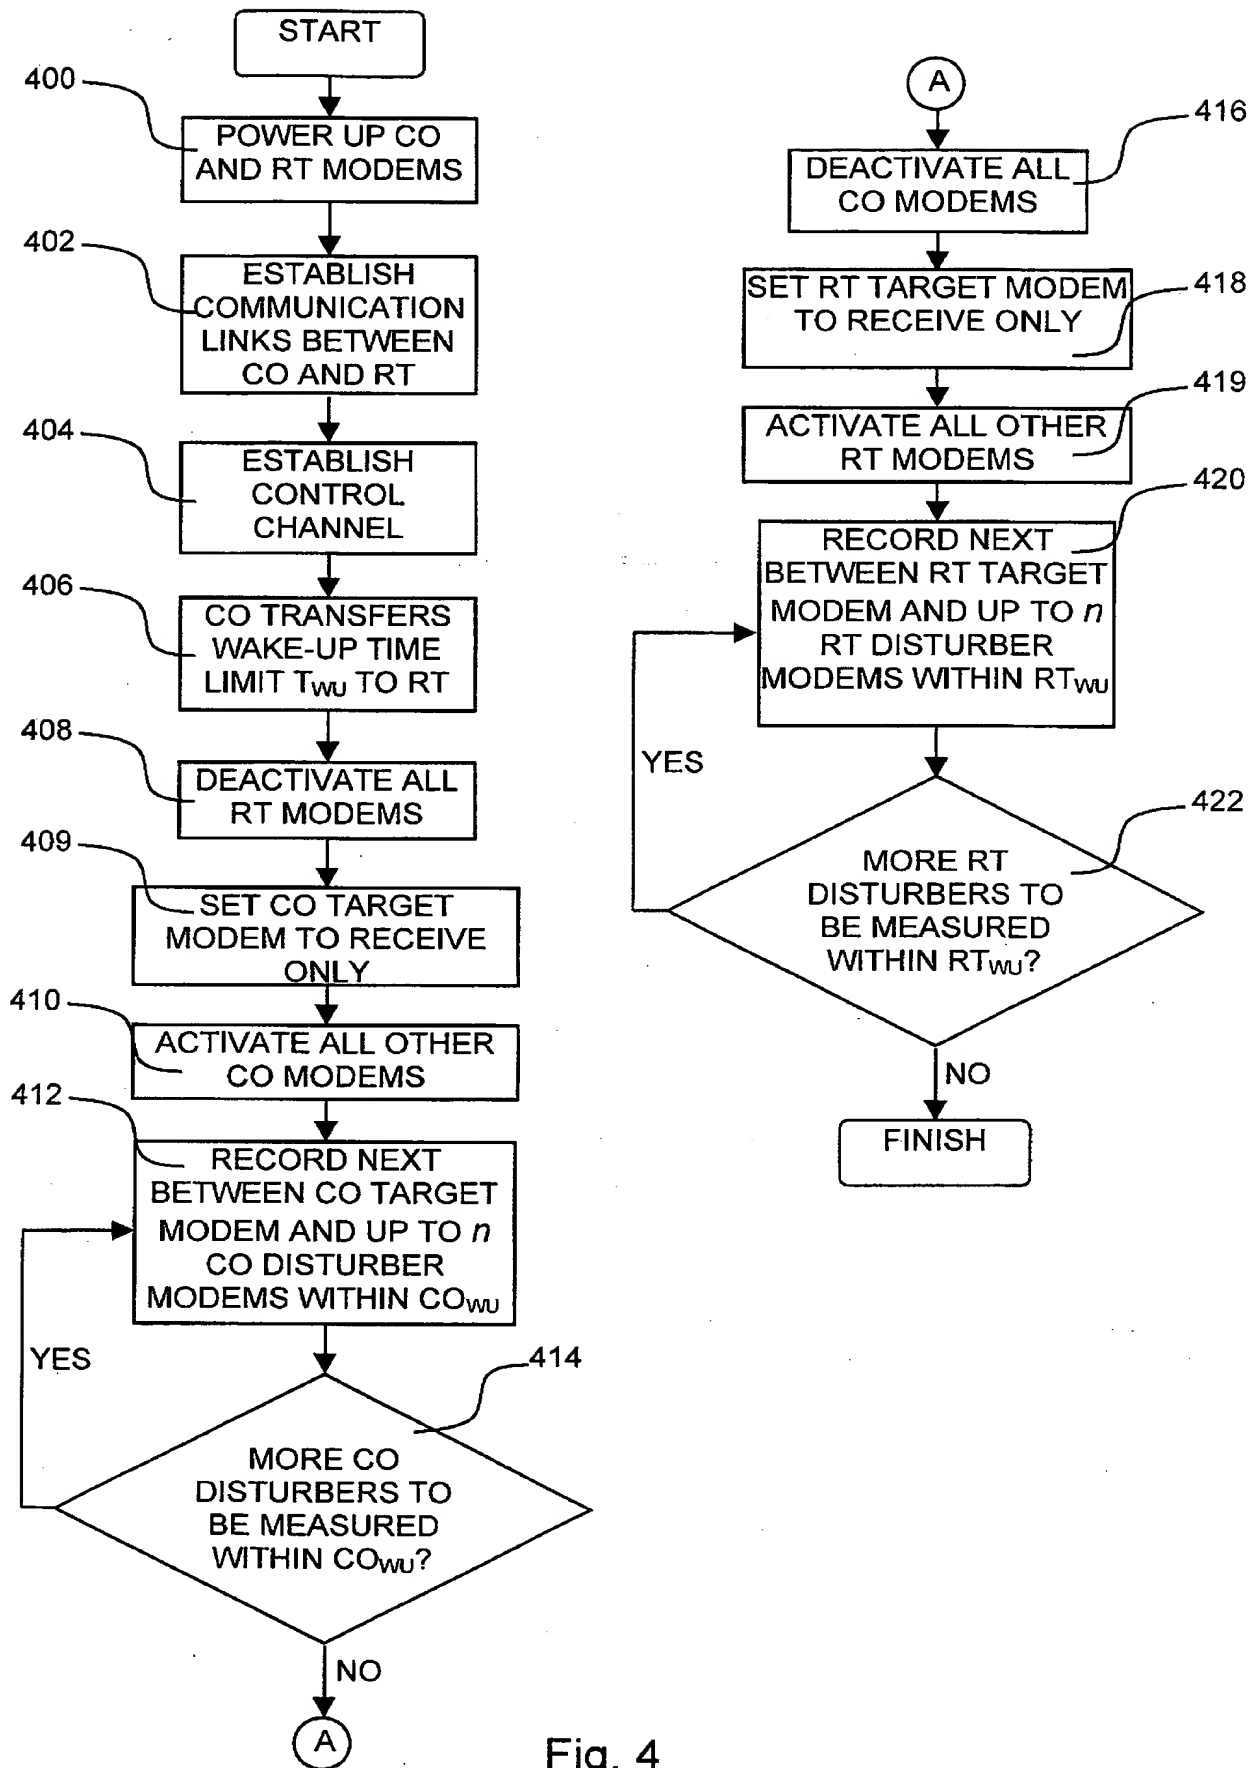 START
400
POWER UP CO
AND RT MODEMS
402
ESTABLISH
COMMUNICATION
LINKS BETWEEN
CO AND RT
404
ESTABLISH
CONTROL
CHANNEL
406
CO TRANSFERS
WAKE-UP TIME
LIMIT TWU TO RT
408
DEACTIVATE ALL
RT MODEMS
409
SET CO TARGET
MODEM TO RECEIVE
ONLY
410
ACTIVATE ALL OTHER
CO MODEMS
412
RECORD NEXT
BETWEEN CO TARGET
MODEM AND UP TO n
CO DISTURBER
MODEMS WITHIN COWU
YES
414
MORE CO
DISTURBERS TO
BE MEASURED
WITHIN COWU?
NO
A
A
416
DEACTIVATE ALL
CO MODEMS
418
SET RT TARGET MODEM
TO RECEIVE ONLY
419
ACTIVATE ALL OTHER
RT MODEMS
420
RECORD NEXT
BETWEEN RT TARGET
MODEM AND UP TO n
RT DISTURBER
MODEMS WITHIN RTWU
YES
422
MORE RT
DISTURBERS TO
BE MEASURED
WITHIN RTWU?
NO
FINISH
Fig. 4